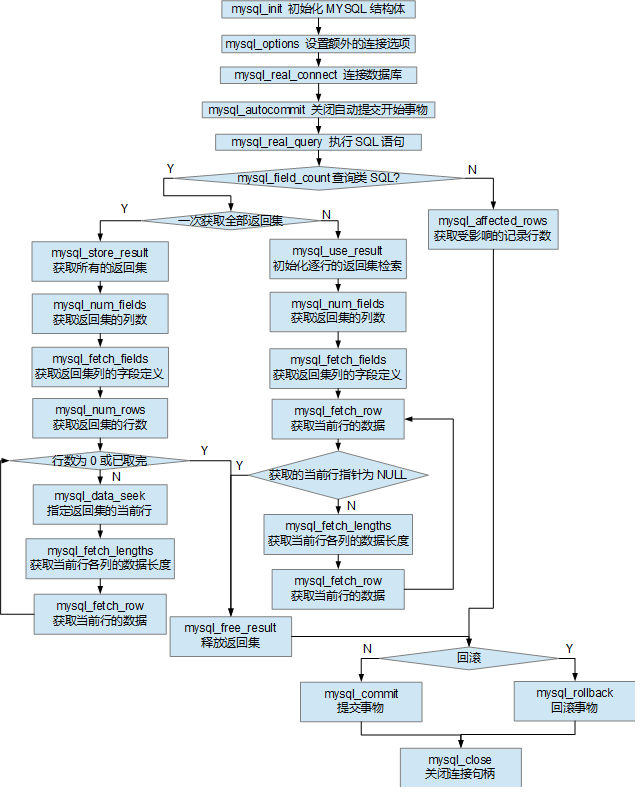 mysql_init 初始化 MYSQL 结构体
mysql_options 设置额外的连接选项
mysql_real_connect 连接数据库
mysql_autocommit 关闭自动提交开始事物
mysql_real_query 执行 SQL 语句
Y
mysql_field_count查询类 SQL?
N
Y
一次获取全部返回集
N
mysql_affected_rows
获取受影响的记录行数
mysql_store_result
获取所有的返回集
mysql_num_fields
获取返回集的列数
mysql_fetch_fields
获取返回集列的字段定义
mysql_num_rows
获取返回集的行数
行数为 0 或已取完
Y
N
mysql_data_seek
指定返回集的当前行
mysql_fetch_lengths
获取当前行各列的数据长度
mysql_fetch_row
获取当前行的数据
mysql_use_result
初始化逐行的返回集检索
mysql_num_fields
获取返回集的列数
mysql_fetch_fields
获取返回集列的字段定义
mysql_fetch_row
获取当前行的数据
Y
获取的当前行指针为 NULL
N
mysql_fetch_lengths
获取当前行各列的数据长度
mysql_fetch_row
获取当前行的数据
mysql_free_result
释放返回集
N
回滚
Y
mysql_commit
提交事物
mysql_rollback
回滚事物
mysql_close
关闭连接句柄